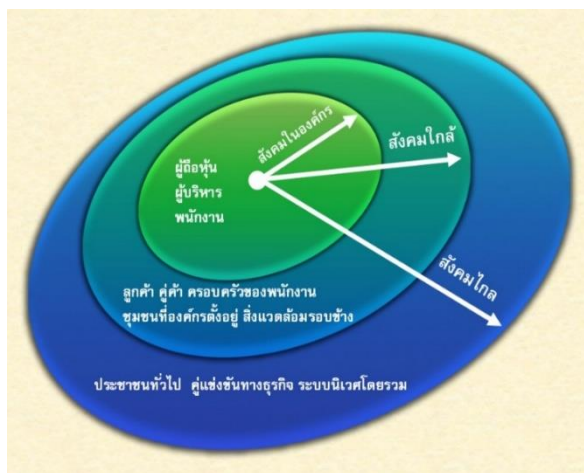 สังคมในองค์กร
สังคมใกล้
ผู้ถือหุ้น
ผู้บริหาร
พนักงาน
สังคมไกล
ลูกค้า คู่ค้า ครอบครัวของพนักงาน
ชุมชนที่องค์กรตั้งอยู่ สิ่งแวดล้อมรอบข้าง
ประชาชนทั่วไป คู่แข่งขันทางธุรกิจ ระบบนิเวศโดยรวม